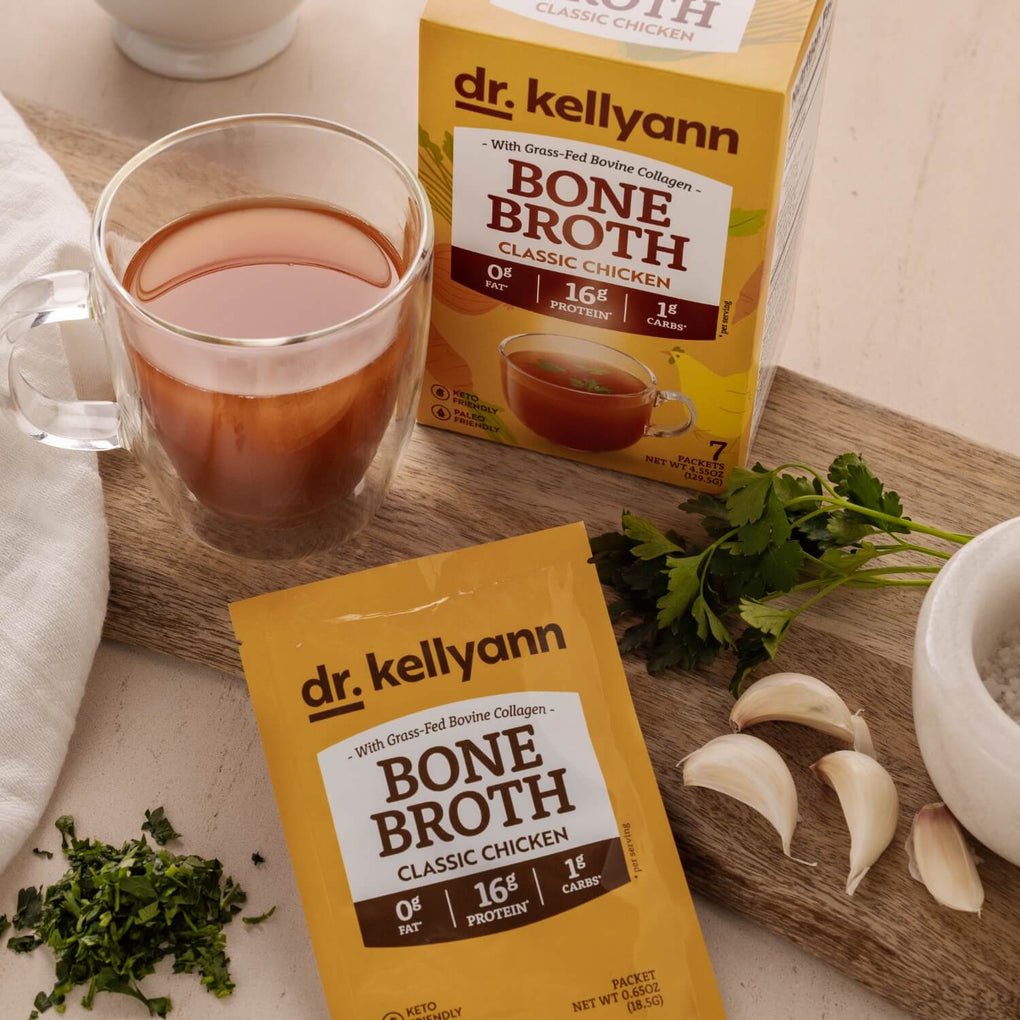 CLASSIC CHICKEN
dr. kellyann
- With Grass-Fed Bovine Collagen -
BONE
BROTH
CLASSIC CHICKEN
0g
FAT*
16g
PROTEIN*
1g
CARBS*
* per serving
KETO
FRIENDLY
PALEO
FRIENDLY
7
PACKETS
NET WT 4.55OZ
(129.5G)
dr. kellyann
- With Grass-Fed Bovine Collagen -
BONE
BROTH
CLASSIC CHICKEN
0g
FAT*
16g
PROTEIN*
1g
CARBS*
* per serving
KETO
FRIENDLY
PACKET
NET WT 0.65OZ
(18.5G)